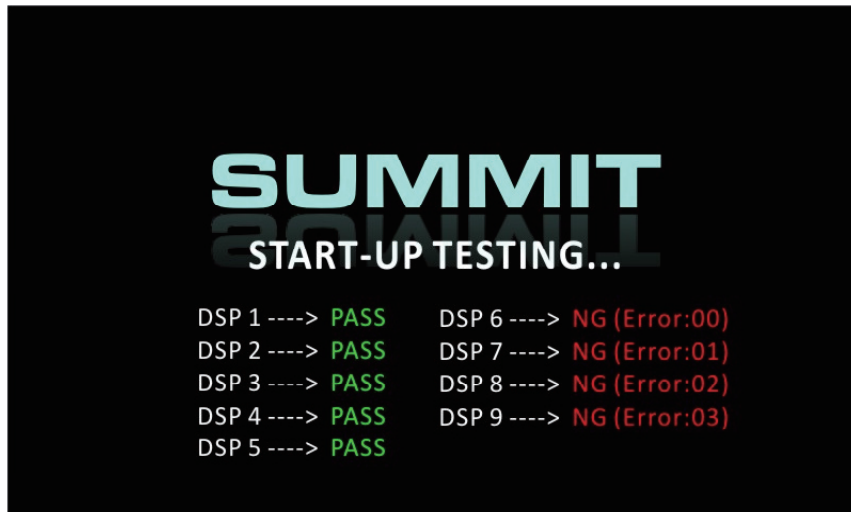 SUMMIT
START-UP TESTING...
DSP 1 ----> PASS
DSP 2 ----> PASS
DSP 3 ----> PASS
DSP 4 ----> PASS
DSP 5 ----> PASS
DSP 6 ----> NG (Error:00)
DSP 7 ----> NG (Error:01)
DSP 8 ----> NG (Error:02)
DSP 9 ----> NG (Error:03)